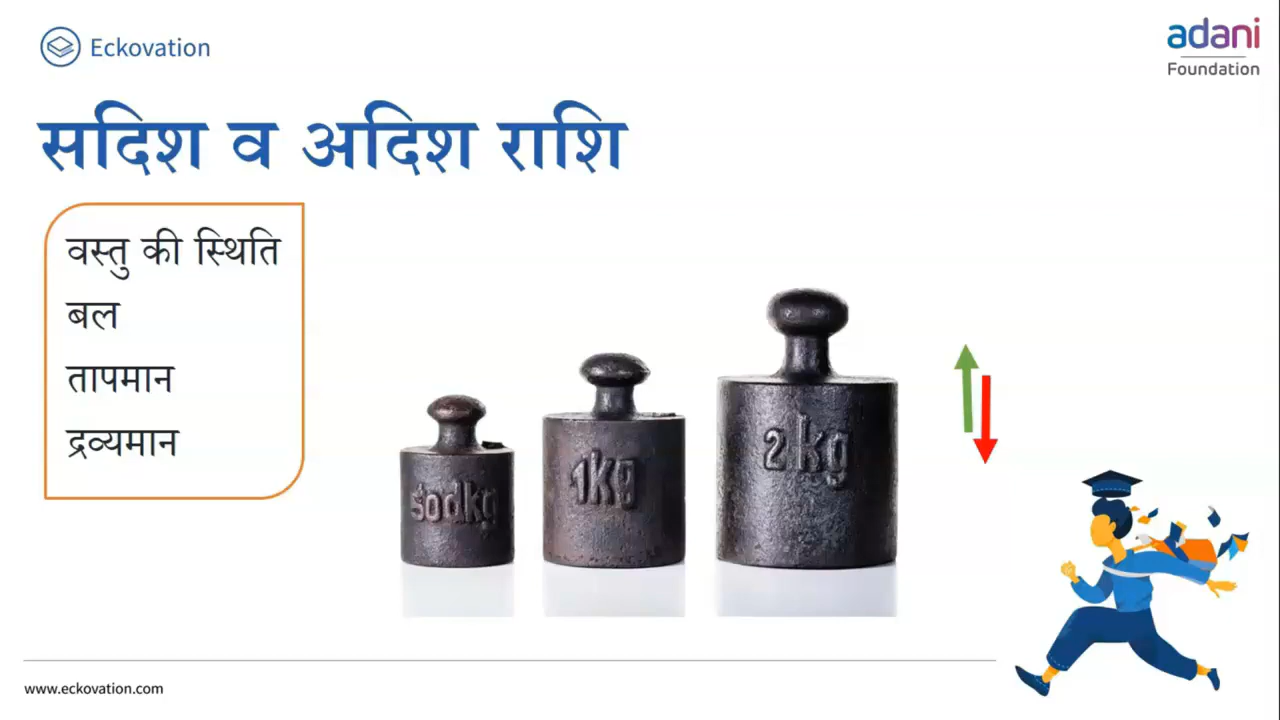 Eckovation
adani
Foundation
सदिश व अदिश राशि
वस्तु की स्थिति
बल
तापमान
द्रव्यमान
1kg
2kg
www.eckovation.com